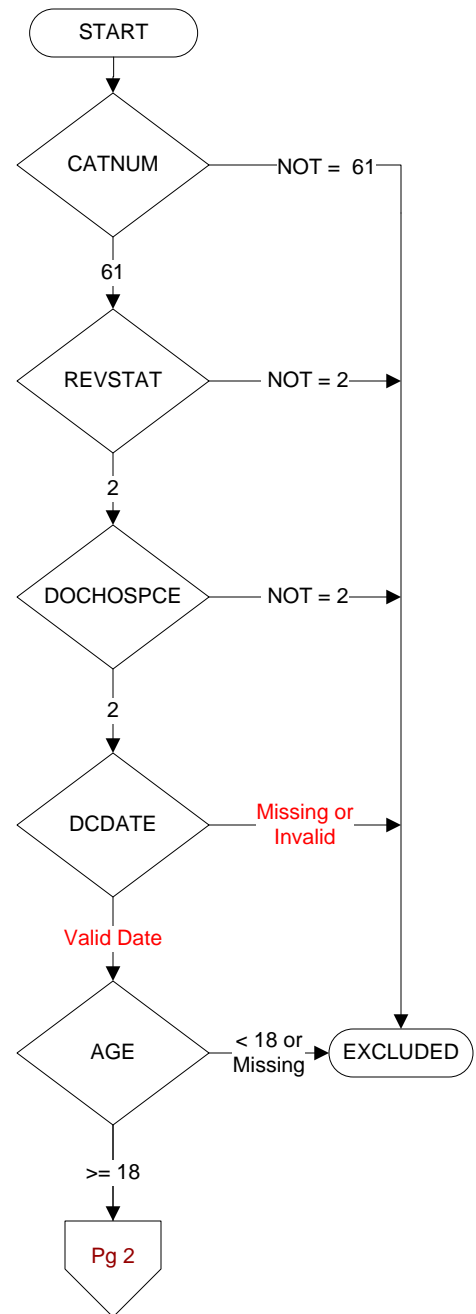 START
CATNUM
NOT = 61
61
REVSTAT
NOT = 2
2
DOCHOSPCE
NOT = 2
2
DCDATE
Missing or
Invalid
Valid Date
AGE
< 18 or
Missing
EXCLUDED
>= 18
Pg 2